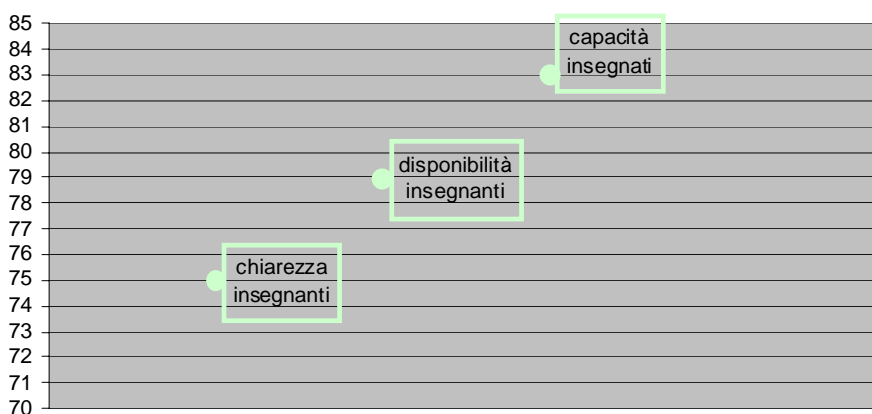 85
84
83
82
81
80
79
78
77
76
75
74
73
72
71
70
capacità
insegnati
disponibilità
insegnanti
chiarezza
insegnanti